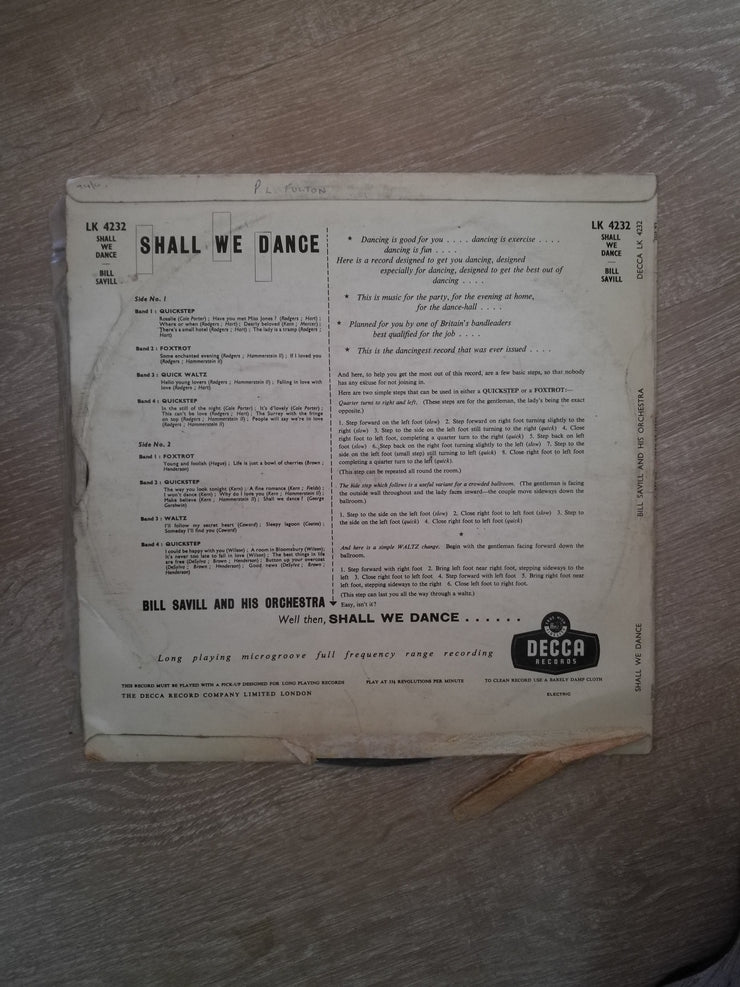 P L FULTON
LK 4232
SHALL
WE
DANCE
—
BILL
SAVILL
SHALL WE DANCE
Side No. 1
Band 1 : QUICKSTEP
Rosalie (Cole Porter) ; Have you met Miss Jones ? (Rodgers ; Hart) ;
Where or when (Rodgers ; Hart) ; Dearly beloved (Kern ; Mercer) ;
There's a small hotel (Rodgers ; Hart) ; The lady is a tramp (Rodgers ;
Hart)
Band 2 : FOXTROT
Some enchanted evening (Rodgers ; Hammerstein II) ; If I loved you
(Rodgers ; Hammerstein II)
Band 3 : QUICK WALTZ
Hello young lovers (Rodgers ; Hammerstein II) ; Falling in love with
love (Rodgers ; Hart)
Band 4 : QUICKSTEP
In the still of the night (Cole Porter) ; It's d'lovely (Cole Porter) ;
This can't be love (Rodgers ; Hart) ; The Surrey with the fringe
on top (Rodgers ; Hammerstein II) ; People will say we're in love
(Rodgers ; Hammerstein II)
Side No. 2
Band 1 : FOXTROT
Young and foolish (Hague) ; Life is just a bowl of cherries (Brown ;
Henderson)
Band 2 : QUICKSTEP
The way you look tonight (Kern) ; A fine romance (Kern ; Fields) ;
I won't dance (Kern) ; Why do I love you (Kern ; Hammerstein II) ;
Make believe (Kern ; Hammerstein II) ; Shall we dance ? (George
Gershwin)
Band 3 : WALTZ
I'll follow my secret heart (Coward) ; Sleepy lagoon (Coates) ;
Someday I'll find you (Coward)
Band 4 : QUICKSTEP
I could be happy with you (Wilson) ; A room in Bloomsbury (Wilson) ;
It's never too late to fall in love (Wilson) ; The best things in life
are free (DeSylva ; Brown ; Henderson) ; Button up your overcoat
(DeSylva ; Brown ; Henderson) ; Good news (DeSylva ; Brown ;
Henderson)
BILL SAVILL AND HIS ORCHESTRA
★ Dancing is good for you . . . . dancing is exercise . . . .
dancing is fun . . . .
Here is a record designed to get you dancing, designed
especially for dancing, designed to get the best out of
dancing . . . .
★ This is music for the party, for the evening at home,
for the dance-hall . . . .
★ Planned for you by one of Britain's bandleaders
best qualified for the job . . . .
★ This is the dancingest record that was ever issued . . . .
And here, to help you get the most out of this record, are a few basic steps, so that nobody
has any excuse for not joining in.
Here are two simple steps that can be used in either a QUICKSTEP or a FOXTROT:—
Quarter turns to right and left. (These steps are for the gentleman, the lady's being the exact
opposite.)
1. Step forward on the left foot (slow) 2. Step forward on right foot turning slightly to the
right (slow) 3. Step to the side on the left foot still turning to the right (quick) 4. Close
right foot to left foot, completing a quarter turn to the right (quick) 5. Step back on left
foot (slow) 6. Step back on the right foot turning slightly to the left (slow) 7. Step to the
side on the left foot (small step) still turning to left (quick) 8. Close right foot to left foot
completing a quarter turn to the left (quick).
(This step can be repeated all round the room.)
The side step which follows is a useful variant for a crowded ballroom. (The gentleman is facing
the outside wall throughout and the lady faces inward—the couple move sideways down the
ballroom.)
1. Step to the side on the left foot (slow) 2. Close right foot to left foot (slow) 3. Step to
the side on the left foot (quick) 4. Close right foot to left foot (quick)
★
And here is a simple WALTZ change. Begin with the gentleman facing forward down the
ballroom.
1. Step forward with right foot 2. Bring left foot near right foot, stepping sideways to the
left 3. Close right foot to left foot 4. Step forward with left foot 5. Bring right foot near
left foot, stepping sideways to the right 6. Close left foot to right foot.
(This step can last you all the way through a waltz.)
Easy, isn't it?
Well then, SHALL WE DANCE . . . . . .
LK 4232
SHALL
WE
DANCE
—
BILL
SAVILL
DECCA LK 4232
BILL SAVILL AND HIS ORCHESTRA
SHALL WE DANCE
DECCA
RECORDS
Long playing microgroove full frequency range recording
THIS RECORD MUST BE PLAYED WITH A PICK-UP DESIGNED FOR LONG PLAYING RECORDS PLAY AT 33⅓ REVOLUTIONS PER MINUTE TO CLEAN RECORD USE A BARELY DAMP CLOTH
THE DECCA RECORD COMPANY LIMITED LONDON
ELECTRIC